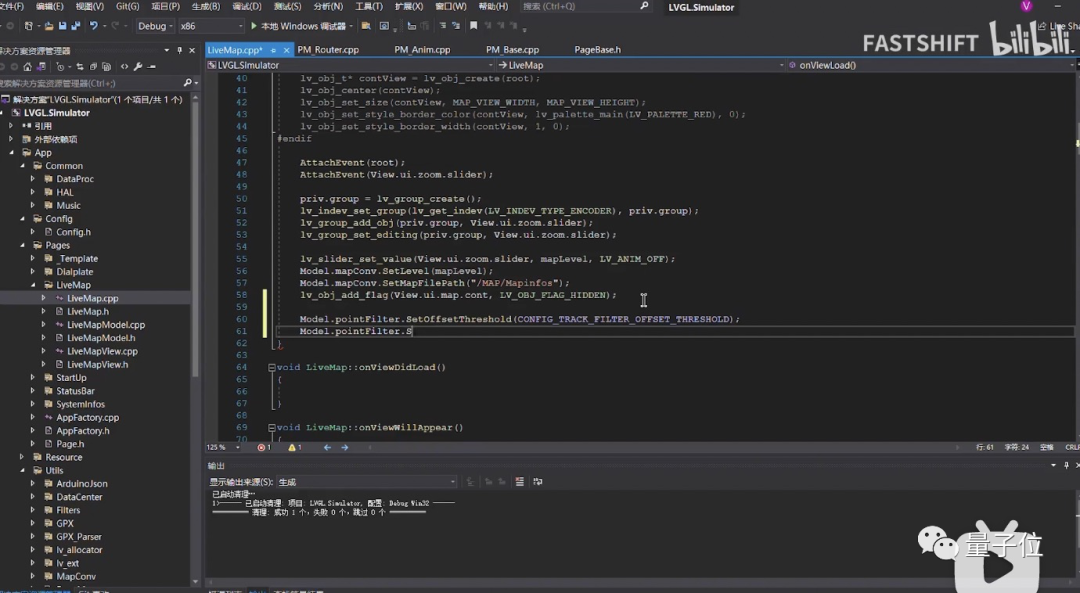 文件(F) 编辑(E) 视图(V) Git(G) 项目(P) 生成(B) 调试(D) 测试(S) 分析(N) 工具(T) 扩展(X) 窗口(W) 帮助(H) 搜索 (Ctrl+Q) LVGL.Simulator V
Debug x86 本地 Windows 调试器 Live Sha
FASTSHIFT bilibili
解决方案资源管理器
搜索解决方案资源管理器(Ctrl+;)
解决方案"LVGL.Simulator"(1 个项目/共 1 个)
LVGL.Simulator
引用
外部依赖项
App
Common
DataProc
HAL
Music
Config
Config.h
Pages
_Template
Dialplate
LiveMap
LiveMap.cpp
LiveMap.h
LiveMapModel.cpp
LiveMapModel.h
LiveMapView.cpp
LiveMapView.h
StartUp
StatusBar
SystemInfos
AppFactory.cpp
AppFactory.h
Page.h
Resource
Utils
ArduinoJson
DataCenter
Filters
GPX
GPX_Parser
lv_allocator
lv_ext
MapConv
LiveMap.cpp* PM_Router.cpp PM_Anim.cpp PM_Base.cpp PageBase.h
LVGL.Simulator LiveMap onViewLoad()
40 lv_obj_t* contView = lv_obj_create(root);
41 lv_obj_center(contView);
42 lv_obj_set_size(contView, MAP_VIEW_WIDTH, MAP_VIEW_HEIGHT);
43 lv_obj_set_style_border_color(contView, lv_palette_main(LV_PALETTE_RED), 0);
44 lv_obj_set_style_border_width(contView, 1, 0);
45 #endif
46
47 AttachEvent(root);
48 AttachEvent(View.ui.zoom.slider);
49
50 priv.group = lv_group_create();
51 lv_indev_set_group(lv_get_indev(LV_INDEV_TYPE_ENCODER), priv.group);
52 lv_group_add_obj(priv.group, View.ui.zoom.slider);
53 lv_group_set_editing(priv.group, View.ui.zoom.slider);
54
55 lv_slider_set_value(View.ui.zoom.slider, mapLevel, LV_ANIM_OFF);
56 Model.mapConv.SetLevel(mapLevel);
57 Model.mapConv.SetMapFilePath("/MAP/Mapinfos");
58 lv_obj_add_flag(View.ui.map.cont, LV_OBJ_FLAG_HIDDEN);
59
60 Model.pointFilter.SetOffsetThreshold(CONFIG_TRACK_FILTER_OFFSET_THRESHOLD);
61 Model.pointFilter.S
62 }
63
64 void LiveMap::onViewDidLoad()
65 {
66
67 }
68
69 void LiveMap::onViewWillAppear()
70 {
125 % 1 1 行: 61 字符: 24 空格 CRLF
输出
显示输出来源(S): 生成
已启动清理…
1>------ 已启动清理: 项目: LVGL.Simulator, 配置: Debug Win32 ------
========== 清理: 成功 1 个，失败 0 个，跳过 0 个 ==========
量子位